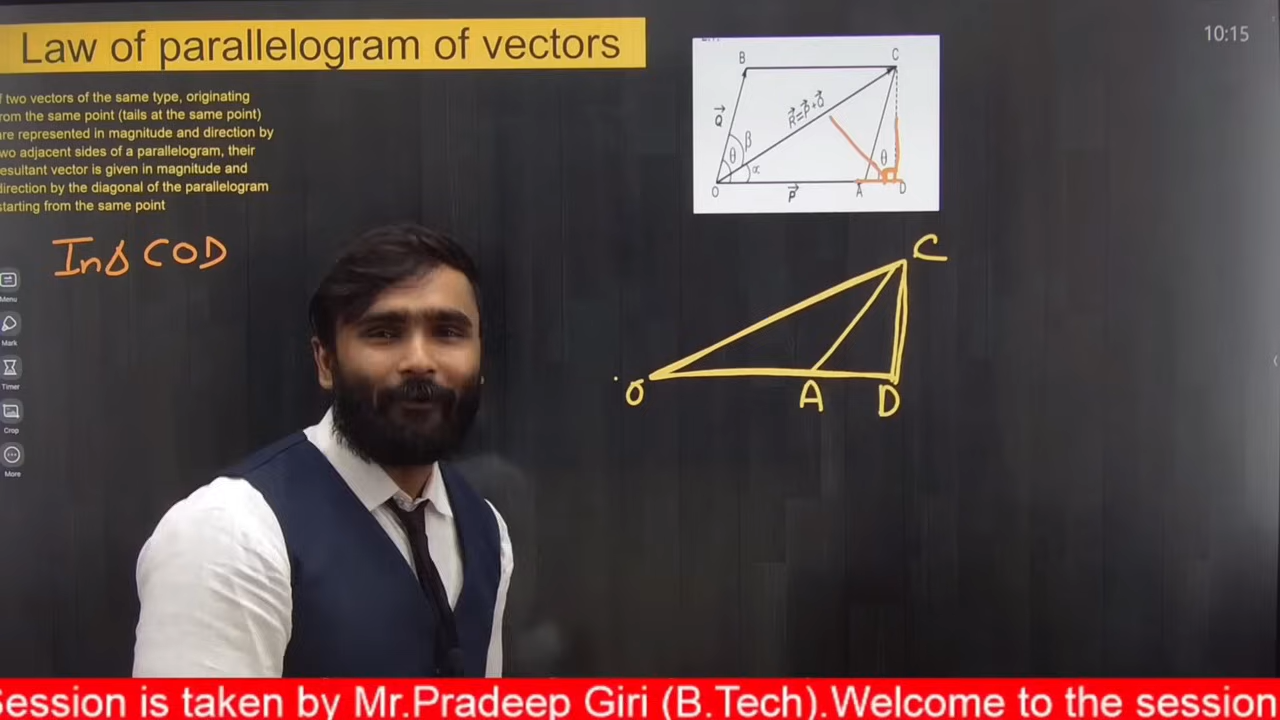 Law of parallelogram of vectors
10:15
f two vectors of the same type, originating
rom the same point (tails at the same point)
are represented in magnitude and direction by
wo adjacent sides of a parallelogram, their
esultant vector is given in magnitude and
direction by the diagonal of the parallelogram
starting from the same point
B
C
Q⃗
R⃗=P⃗+Q⃗
β
θ
α
θ
O
P⃗
A
D
In Δ COD
C
O
A
D
Menu
Mark
Timer
Crop
More
Session is taken by Mr.Pradeep Giri (B.Tech).Welcome to the session